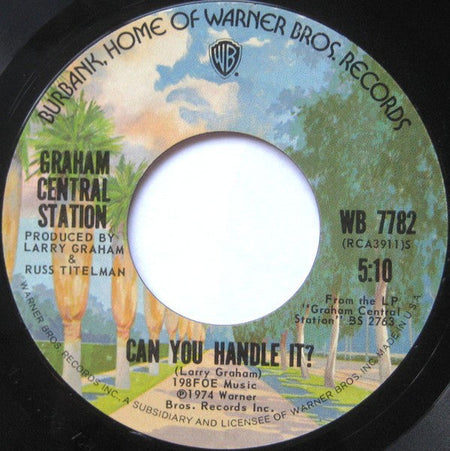 BURBANK, HOME OF WARNER BROS. RECORDS
WB
GRAHAM
CENTRAL
STATION
PRODUCED BY
LARRY GRAHAM
&
RUSS TITELMAN
WB 7782
(RCA3911)S
5:10
From the LP
"Graham Central
Station" BS 2763
CAN YOU HANDLE IT?
(Larry Graham)
198FOE Music
℗1974 Warner
Bros. Records Inc.
WARNER BROS. RECORDS INC., A SUBSIDIARY AND LICENSEE OF WARNER BROS. INC. MADE IN U.S.A.